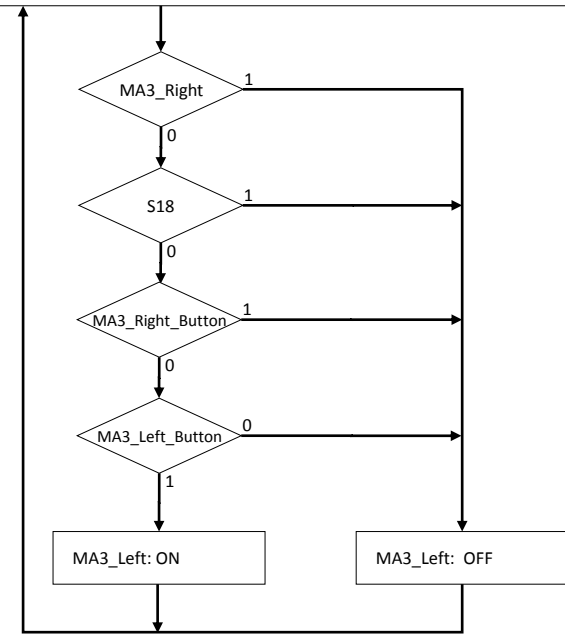 MA3_Right
1
0
S18
1
0
MA3_Right_Button
1
0
MA3_Left_Button
0
1
MA3_Left: ON
MA3_Left:  OFF